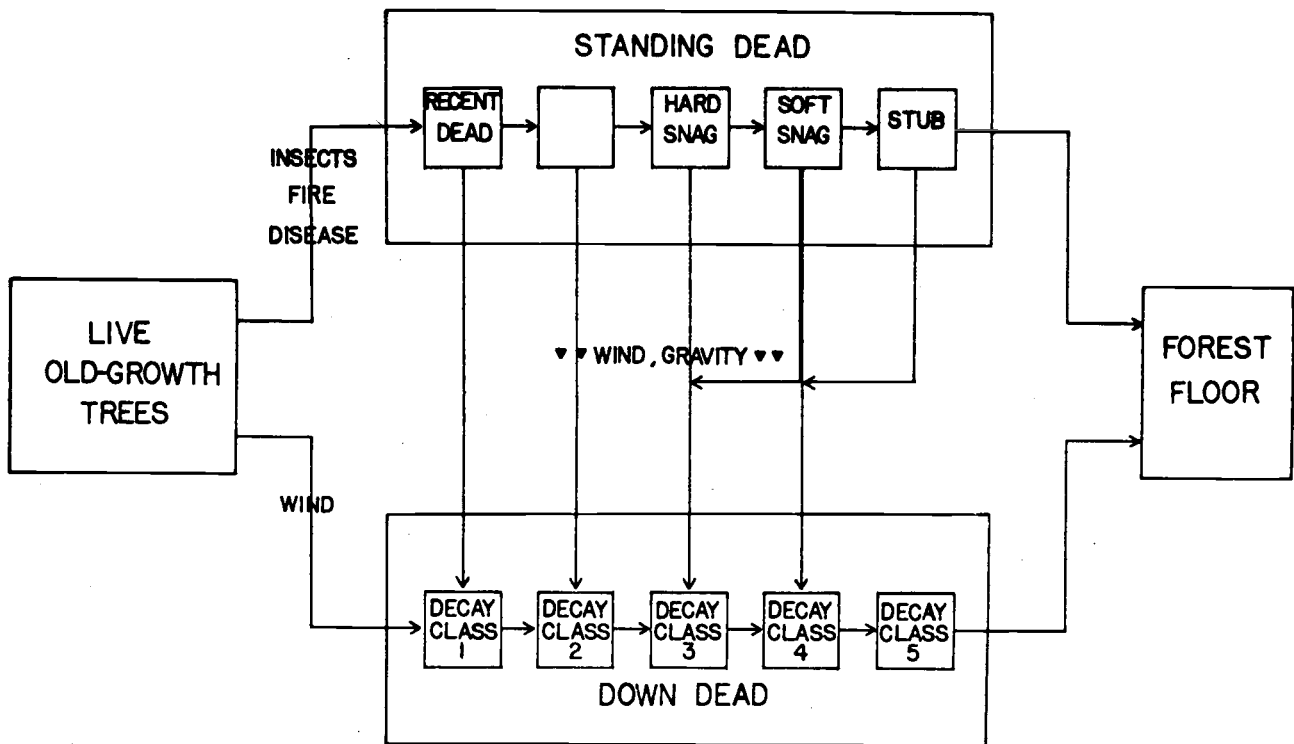 STANDING DEAD
RECENT
DEAD
HARD
SNAG
SOFT
SNAG
STUB
INSECTS
FIRE
DISEASE
LIVE
OLD-GROWTH
TREES
WIND, GRAVITY
FOREST
FLOOR
WIND
DECAY
CLASS
1
DECAY
CLASS
2
DECAY
CLASS
3
DECAY
CLASS
4
DECAY
CLASS
5
DOWN DEAD